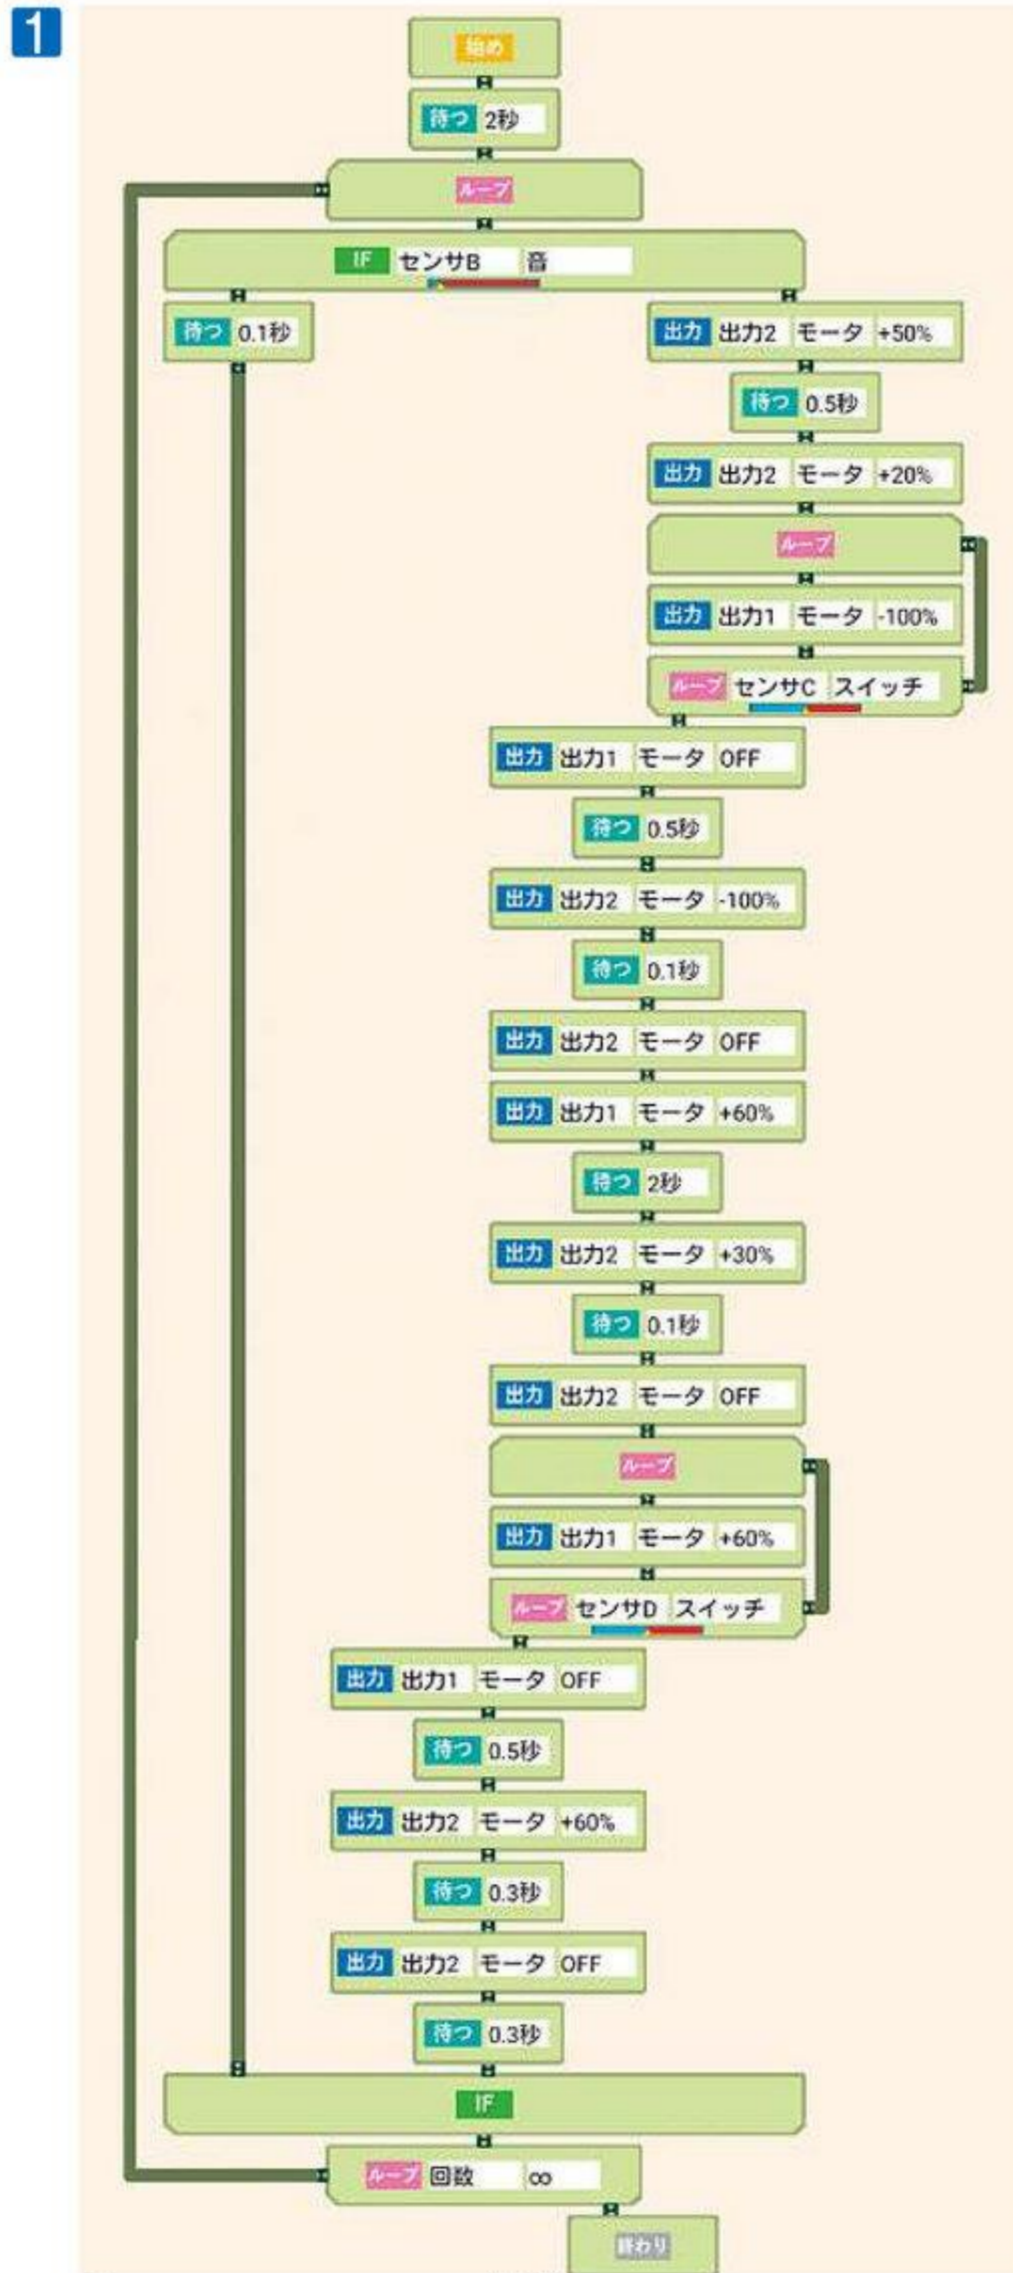 1
始め
待つ 2秒
ループ
IF センサB 音
待つ 0.1秒
出力 出力2 モータ +50%
待つ 0.5秒
出力 出力2 モータ +20%
ループ
出力 出力1 モータ -100%
ループ センサC スイッチ
出力 出力1 モータ OFF
待つ 0.5秒
出力 出力2 モータ -100%
待つ 0.1秒
出力 出力2 モータ OFF
出力 出力1 モータ +60%
待つ 2秒
出力 出力2 モータ +30%
待つ 0.1秒
出力 出力2 モータ OFF
ループ
出力 出力1 モータ +60%
ループ センサD スイッチ
出力 出力1 モータ OFF
待つ 0.5秒
出力 出力2 モータ +60%
待つ 0.3秒
出力 出力2 モータ OFF
待つ 0.3秒
IF
ループ 回数 ∞
終わり